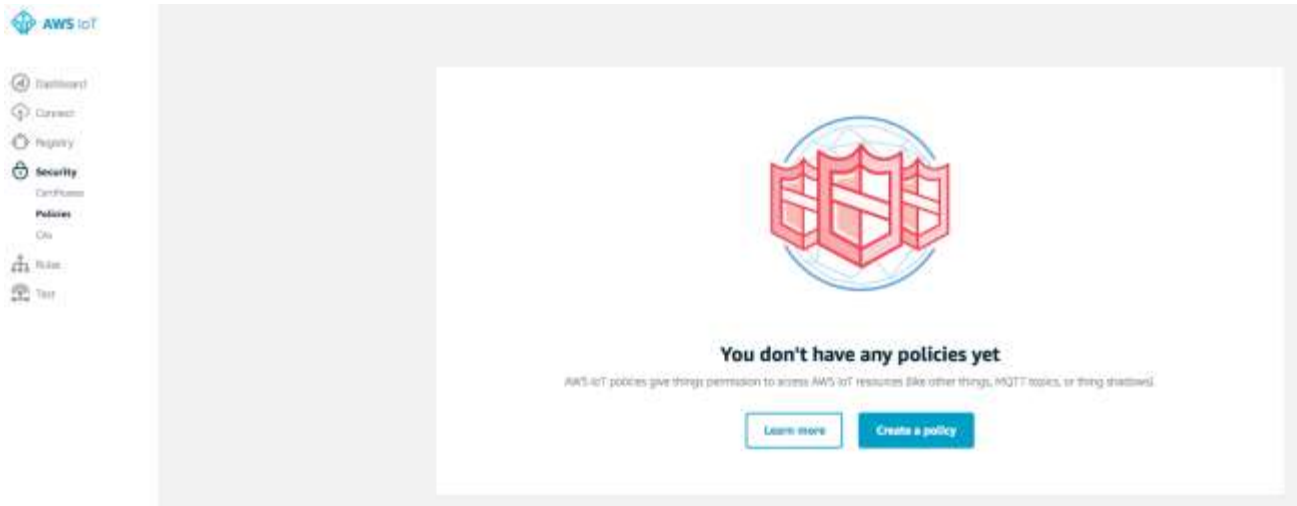 AWS IoT
Dashboard
Connect
Registry
Security
Certificates
Policies
CAs
Rules
Test
You don't have any policies yet
AWS IoT policies give things permission to access AWS IoT resources (like other things, MQTT topics, or thing shadows).
Learn more
Create a policy